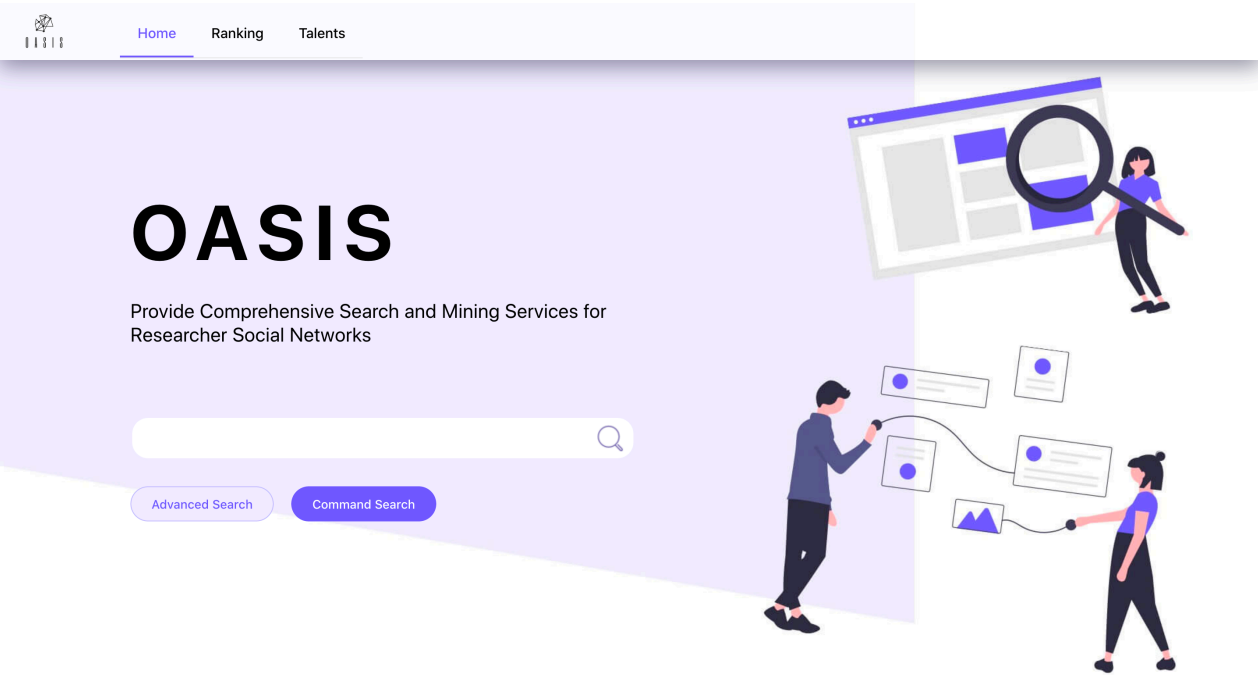 OASIS
Home Ranking Talents
OASIS
Provide Comprehensive Search and Mining Services for
Researcher Social Networks
Advanced Search Command Search